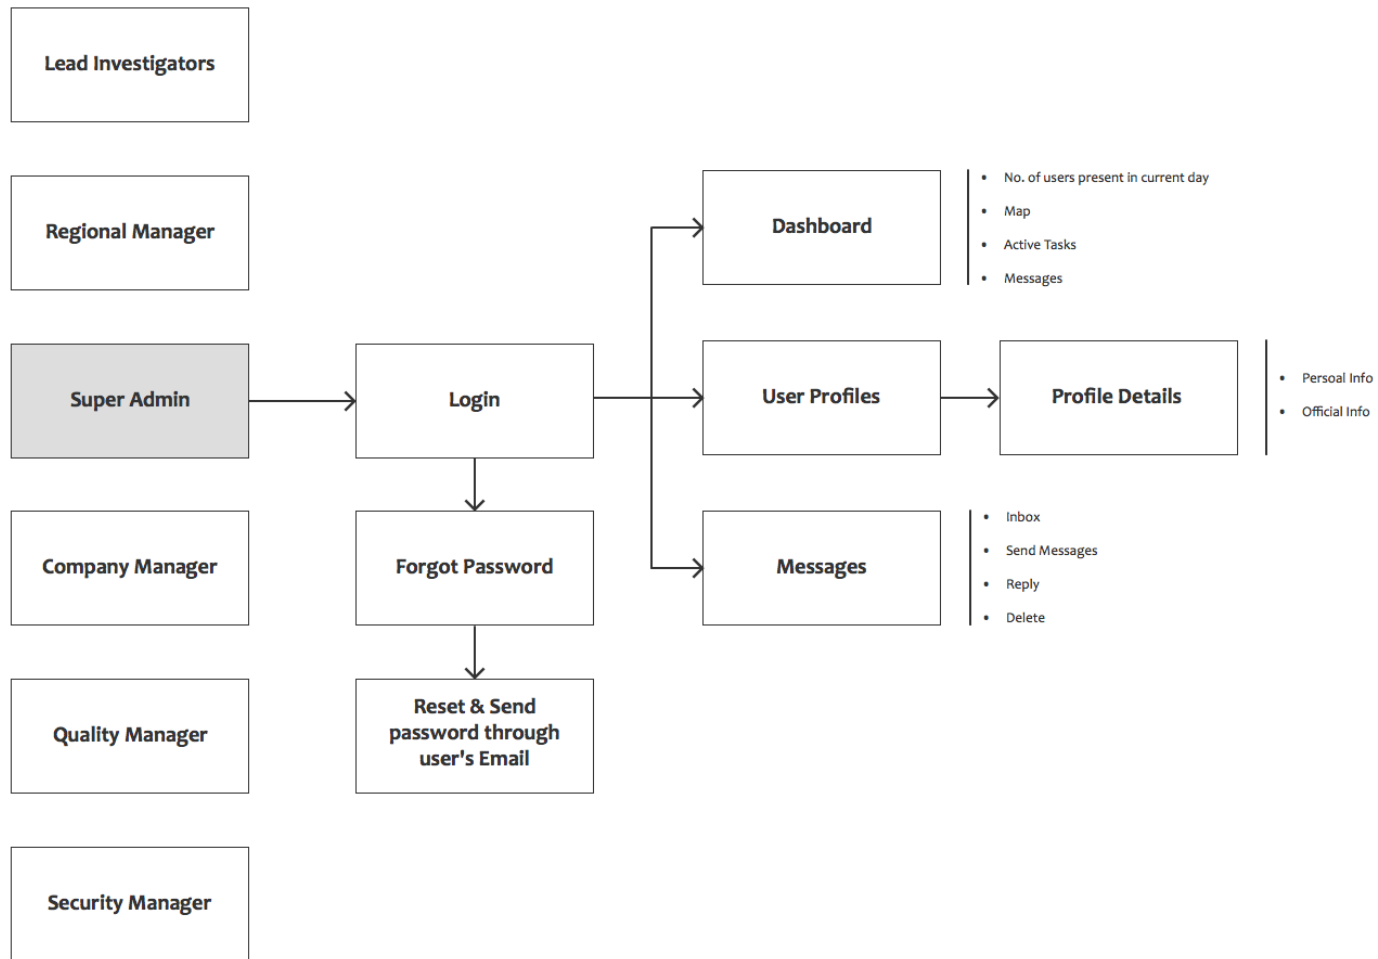 Lead Investigators
Regional Manager
Super Admin
Company Manager
Quality Manager
Security Manager
Login
Forgot Password
Reset & Send
password through
user's Email
Dashboard
• No. of users present in current day
• Map
• Active Tasks
• Messages
User Profiles
Profile Details
• Persoal Info
• Official Info
Messages
• Inbox
• Send Messages
• Reply
• Delete